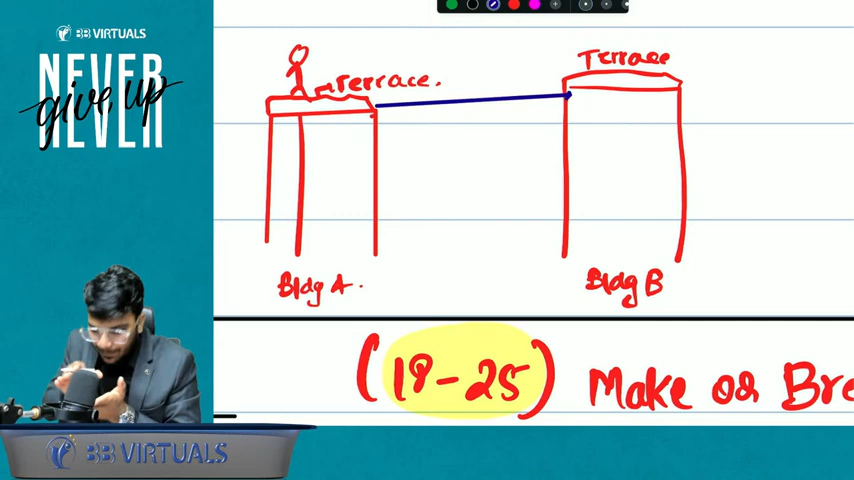 BB VIRTUALS
NEVER
give up
NEVER
Terrace.
Terrace
Bldg A.
Bldg B
(18-25) Make or Bre
BB VIRTUALS